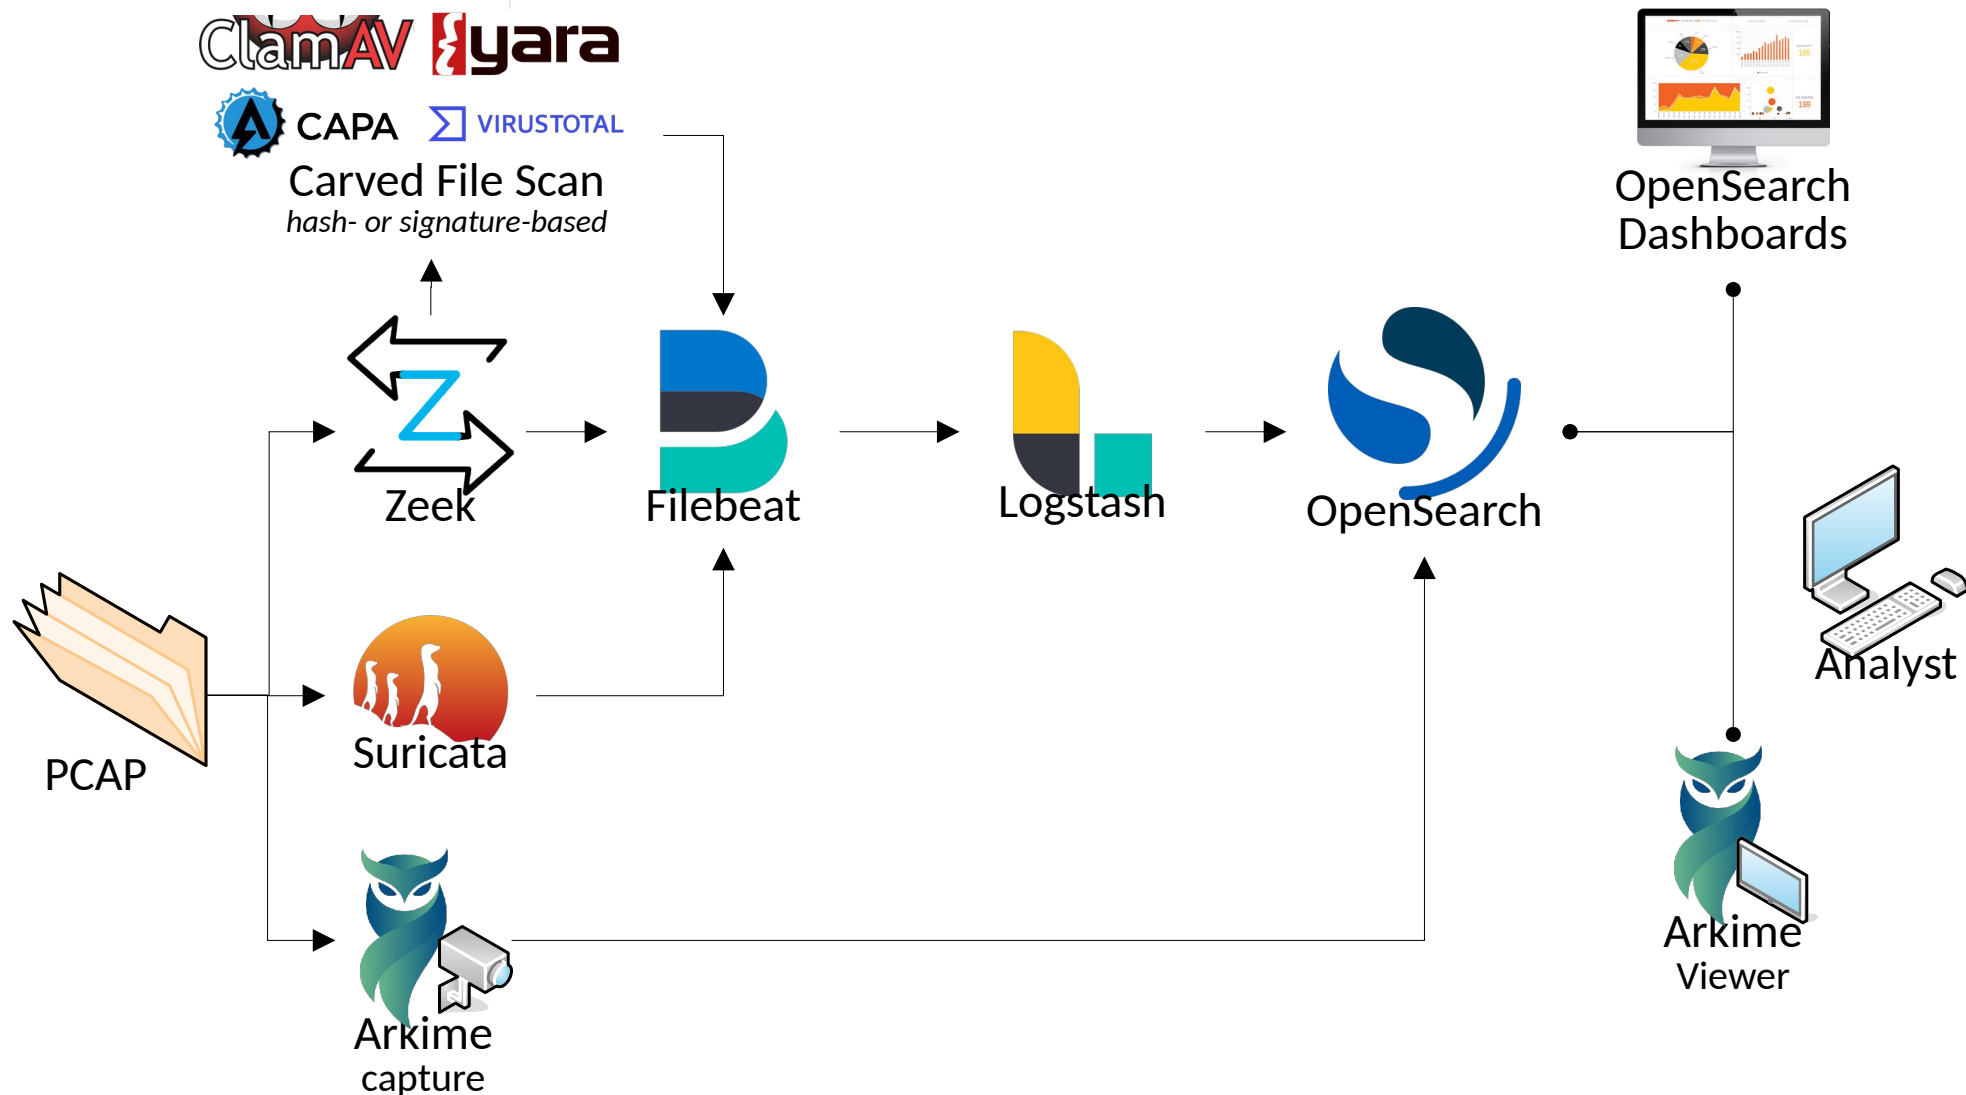 ClamAV
yara
CAPA
VIRUSTOTAL
Carved File Scan
hash- or signature-based
OpenSearch
Dashboards
Zeek
Filebeat
Logstash
OpenSearch
Analyst
Suricata
PCAP
Arkime
Viewer
Arkime
capture